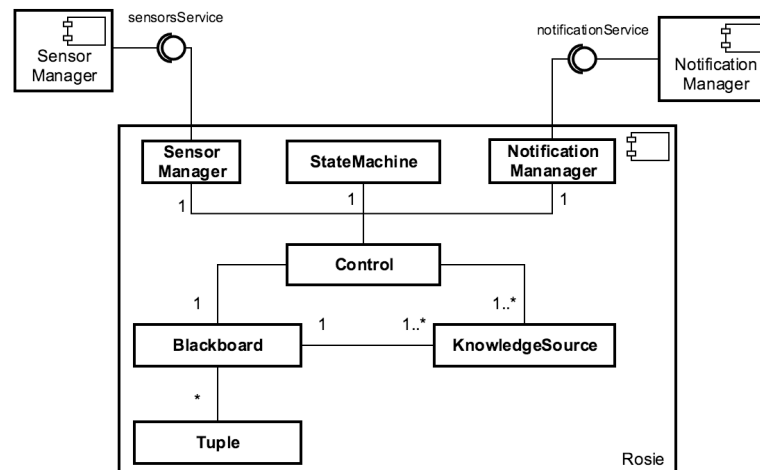 sensorsService
notificationService
Sensor
Manager
Notification
Manager
Sensor
Manager
StateMachine
Notification
Mananager
1
1
1
Control
1
1..*
Blackboard
1
1..*
KnowledgeSource
*
Tuple
Rosie